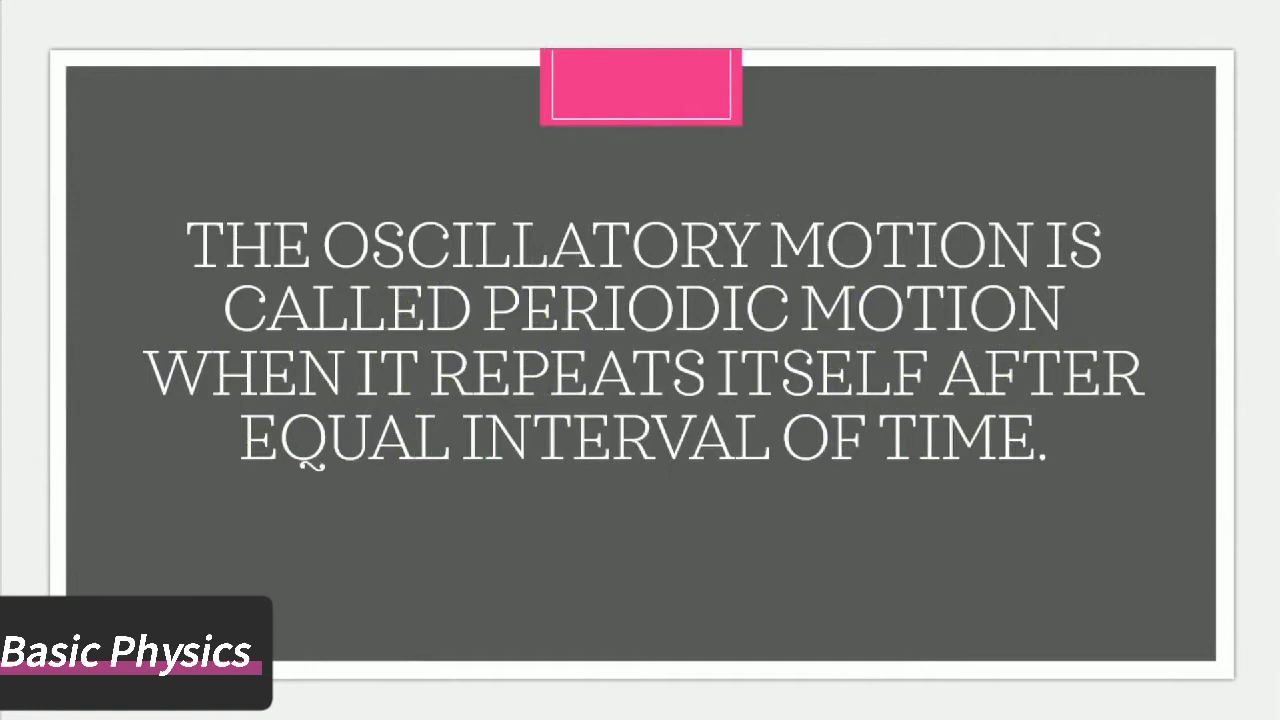 THE OSCILLATORY MOTION IS
CALLED PERIODIC MOTION
WHEN IT REPEATS ITSELF AFTER
EQUAL INTERVAL OF TIME.
Basic Physics